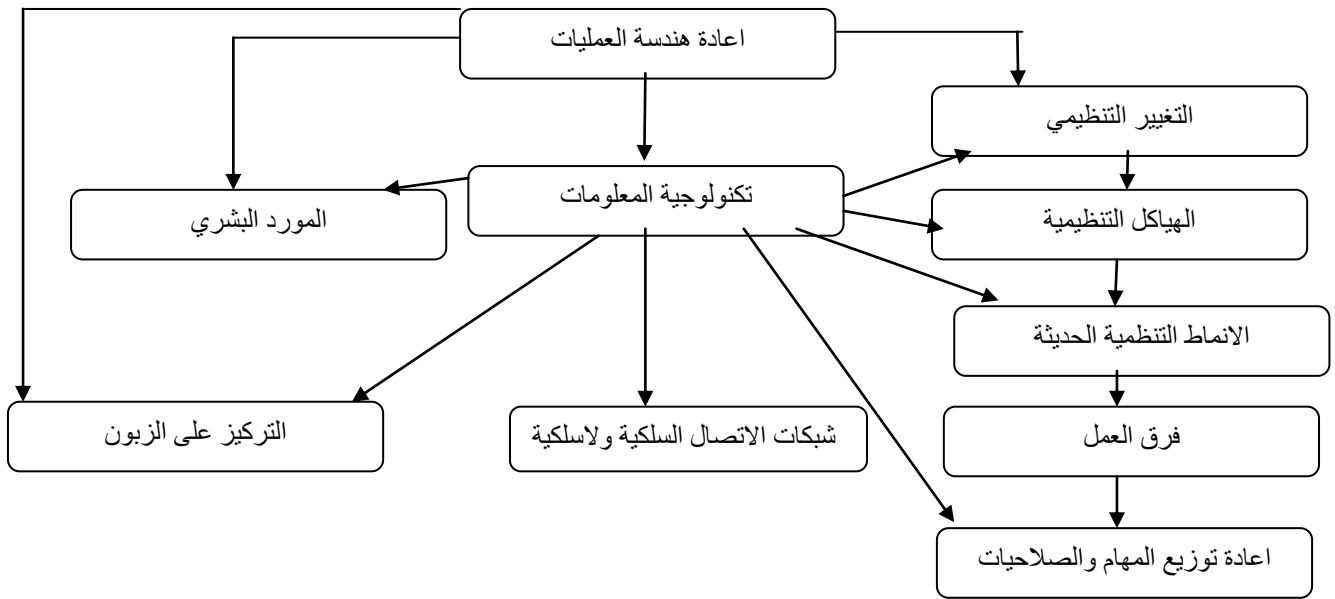 اعادة هندسة العمليات
التغيير التنظيمي
تكنولوجية المعلومات
المورد البشري
الهياكل التنظيمية
الانماط التنظمية الحديثة
التركيز على الزبون
شبكات الاتصال السلكية ولاسلكية
فرق العمل
اعادة توزيع المهام والصلاحيات